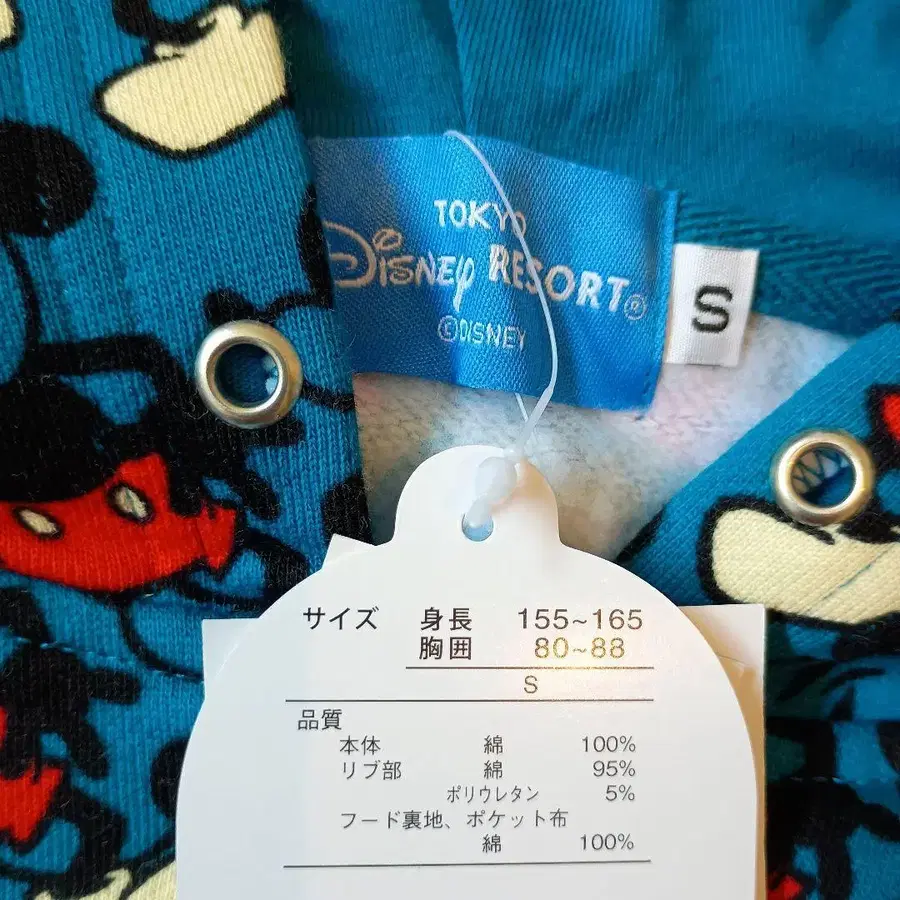 TOKYO
DISNEY RESORT®
©DISNEY
S
サイズ 身長 155~165
胸囲 80~88
S
品質
本体 綿 100%
リブ部 綿 95%
ポリウレタン 5%
フード裏地、ポケット布
綿 100%